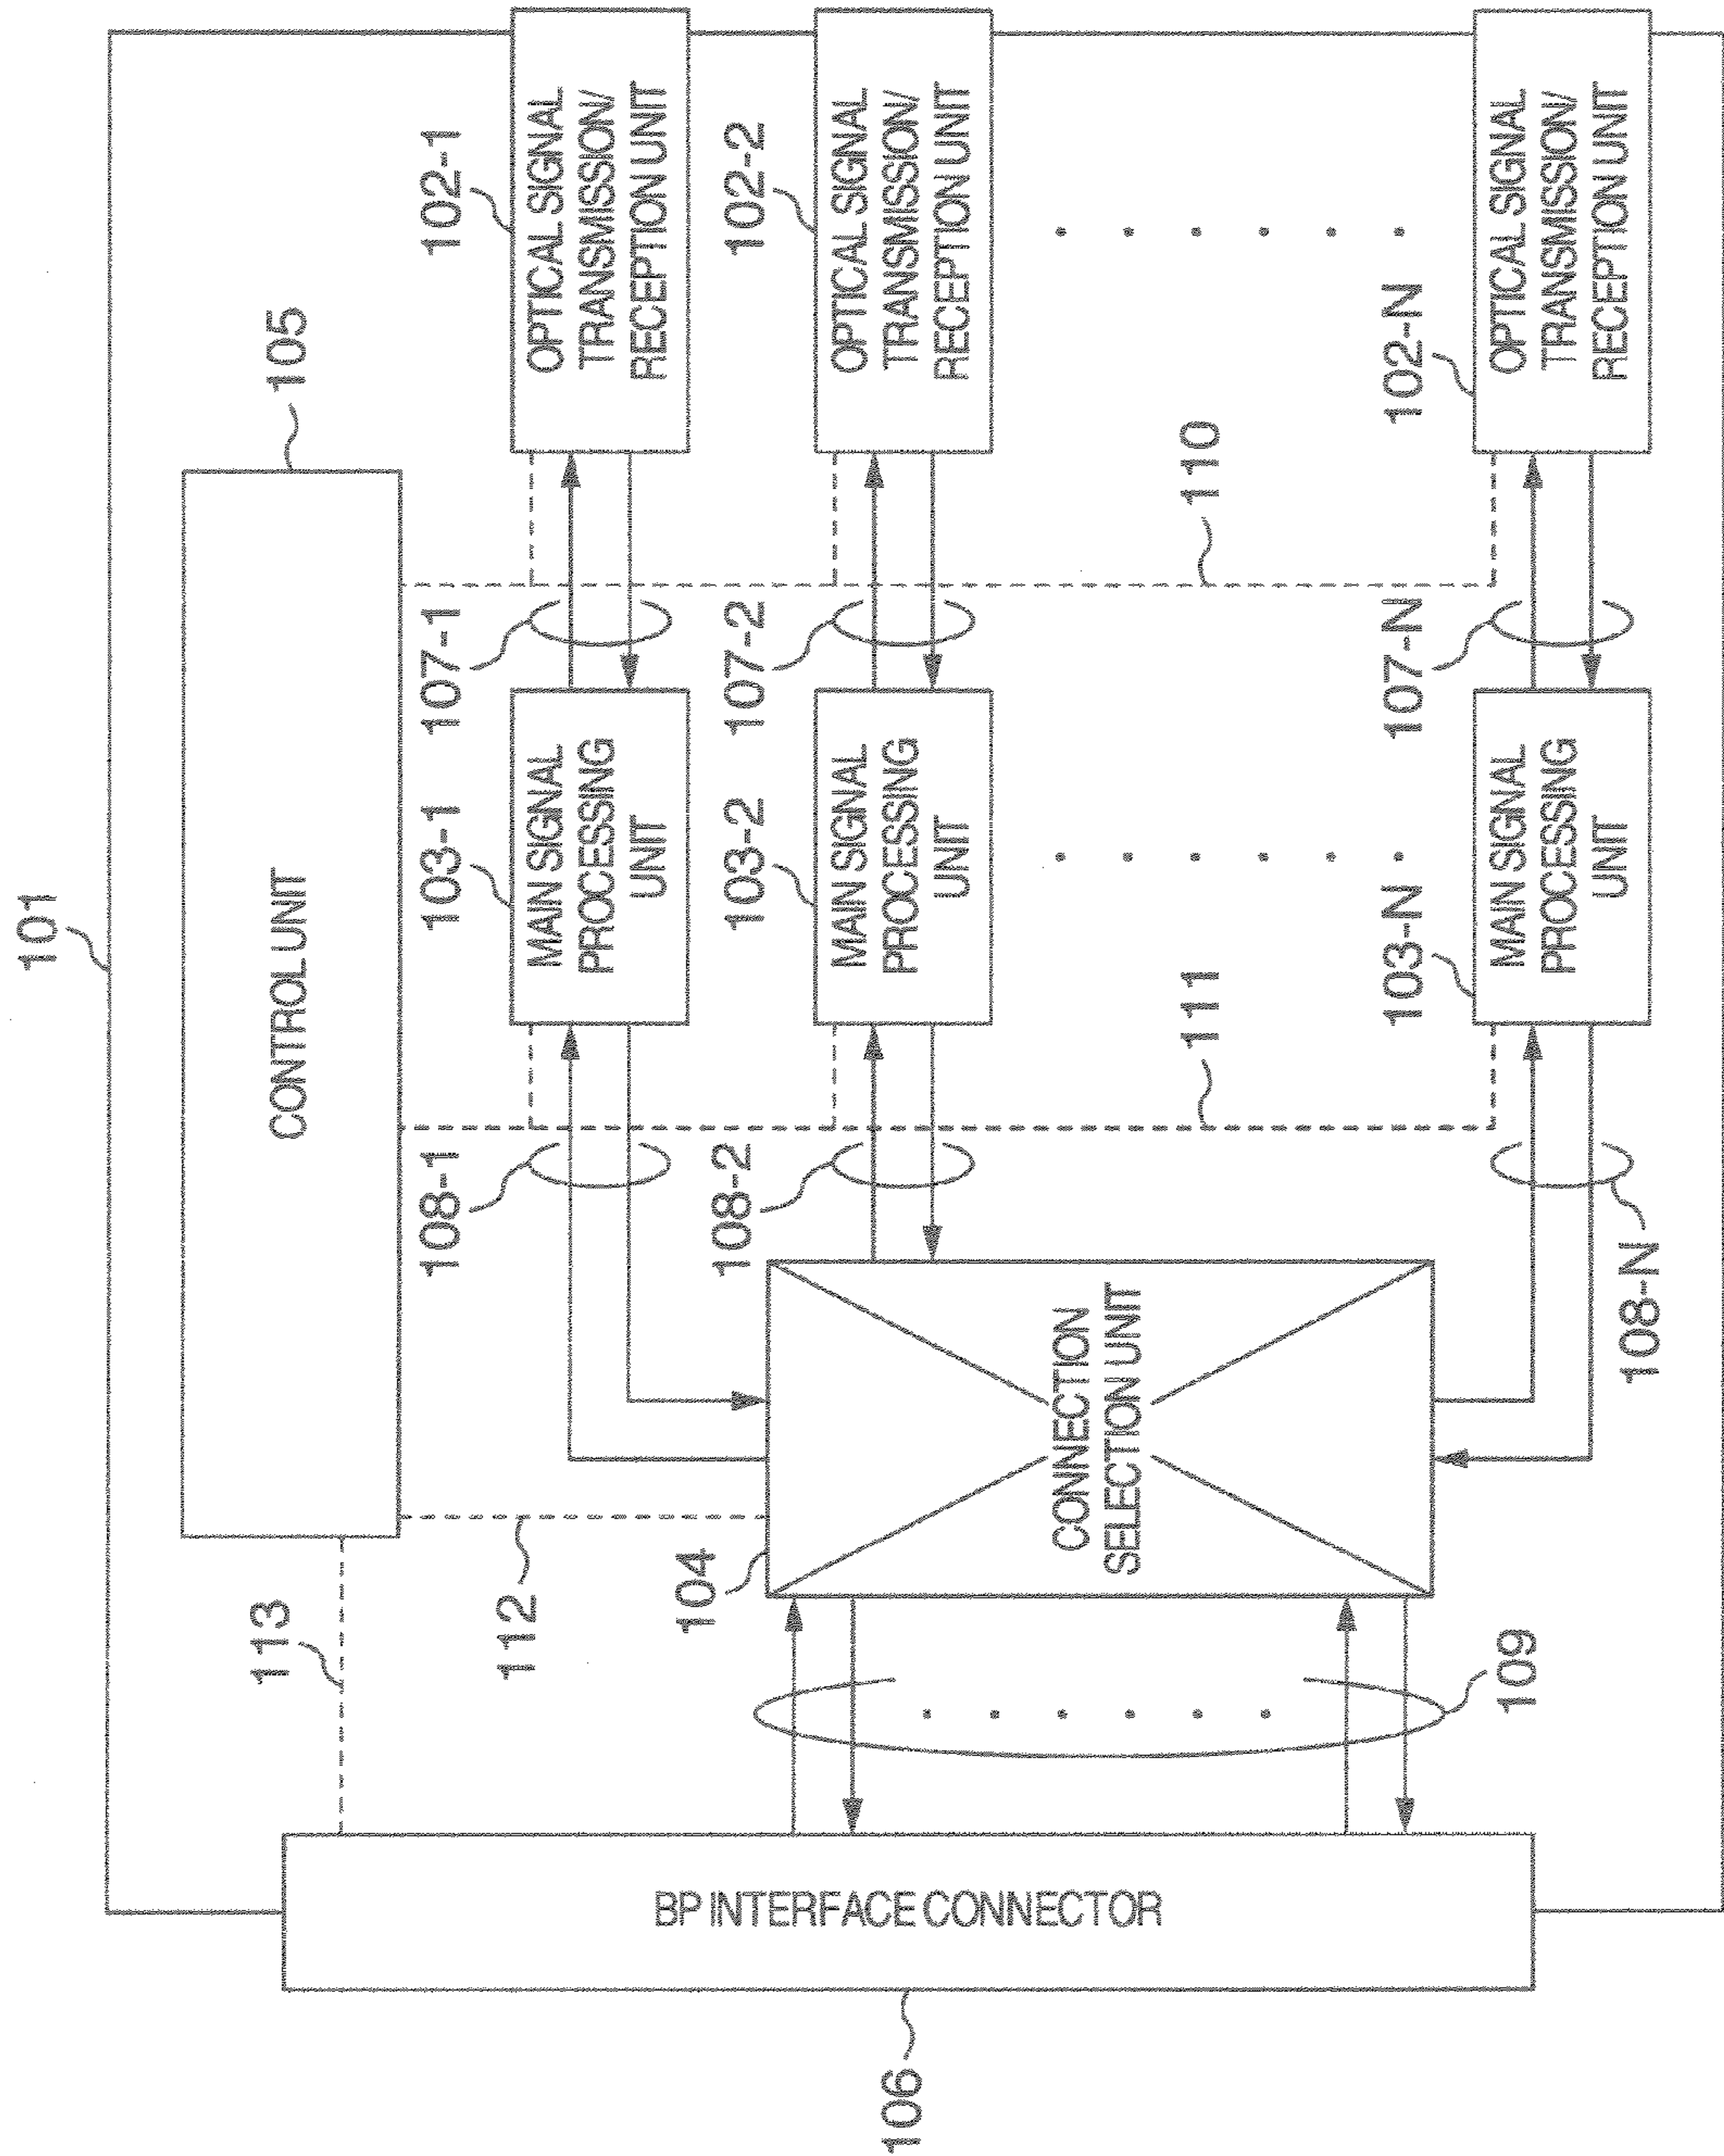 101
CONTROL UNIT
105
113
112
111
110
108-1
103-1
107-1
102-1
MAIN SIGNAL
PROCESSING
UNIT
OPTICAL SIGNAL
TRANSMISSION/
RECEPTION UNIT
104
108-2
103-2
107-2
102-2
MAIN SIGNAL
PROCESSING
UNIT
OPTICAL SIGNAL
TRANSMISSION/
RECEPTION UNIT
106
BP INTERFACE CONNECTOR
109
CONNECTION
SELECTION UNIT
108-N
103-N
107-N
102-N
MAIN SIGNAL
PROCESSING
UNIT
OPTICAL SIGNAL
TRANSMISSION/
RECEPTION UNIT